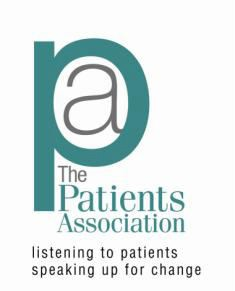 pa
The
Patients
Association
listening to patients
speaking up for change